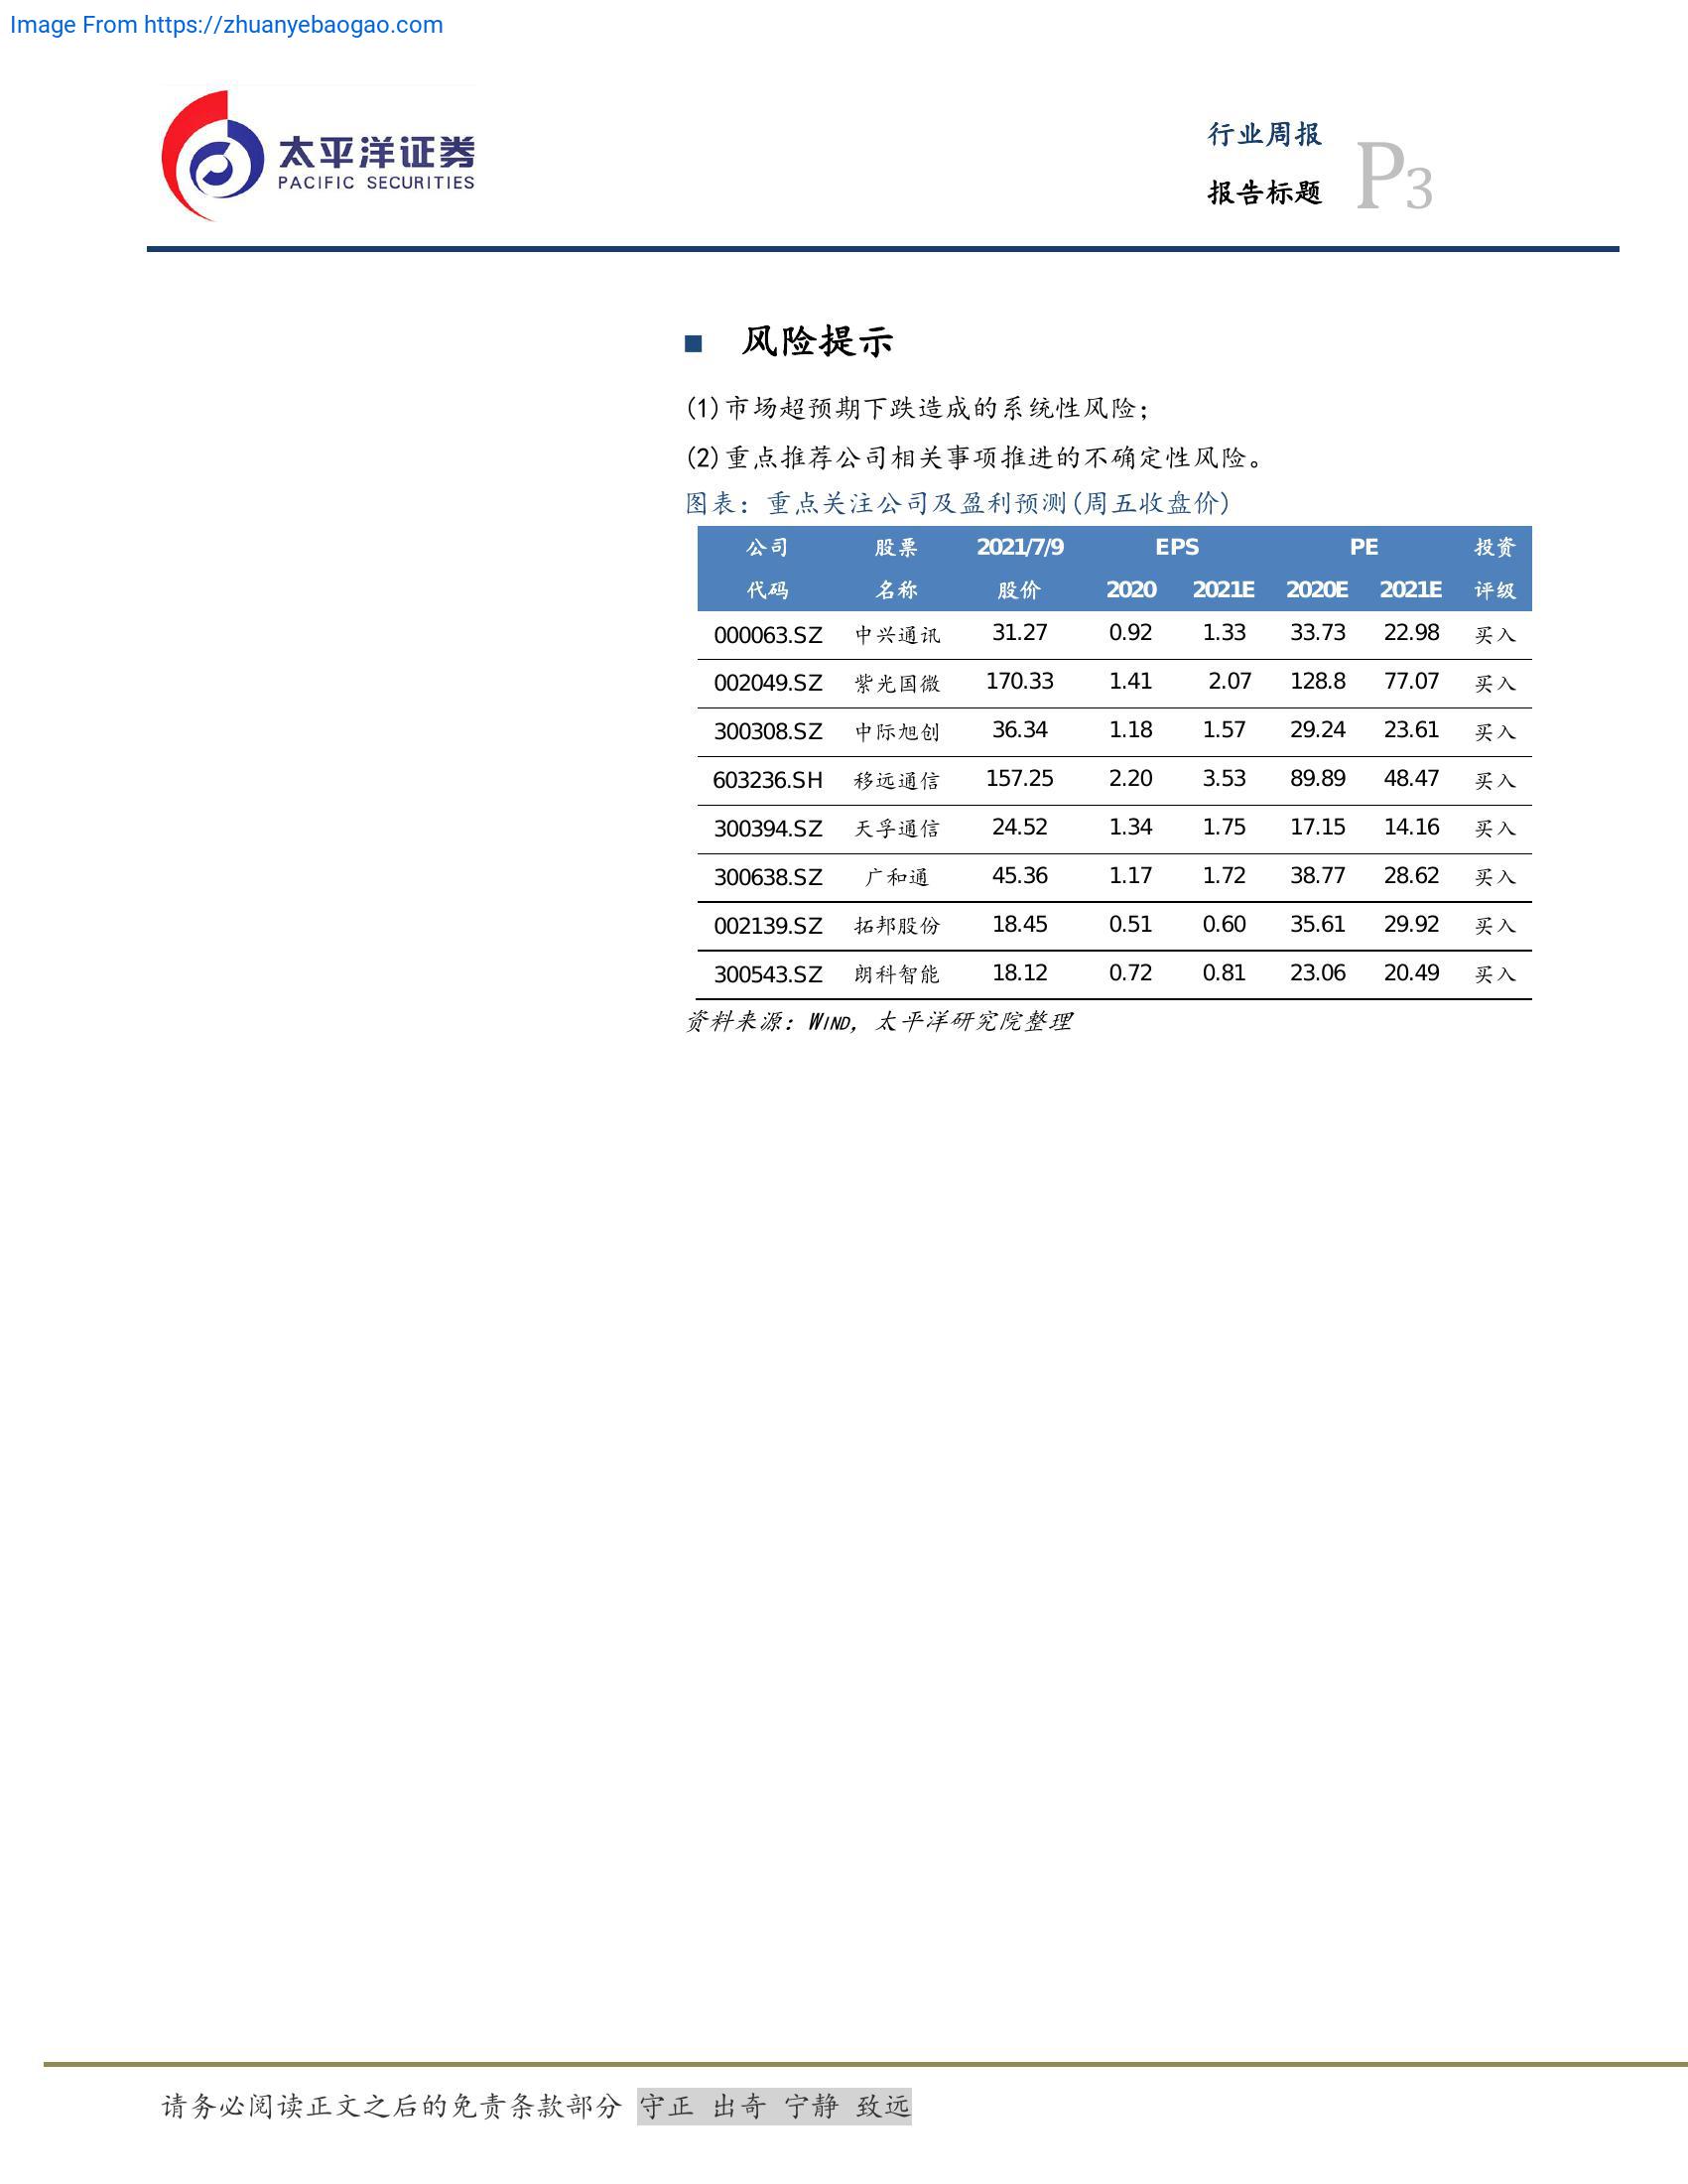 Image From https://zhuanyebaogao.com
太平洋证券
PACIFIC SECURITIES
行业周报
报告标题 P3
■ 风险提示
(1)市场超预期下跌造成的系统性风险；
(2)重点推荐公司相关事项推进的不确定性风险。
图表：重点关注公司及盈利预测(周五收盘价)
公司 股票 2021/7/9 EPS PE 投资
代码 名称 股价 2020 2021E 2020E 2021E 评级
000063.SZ 中兴通讯 31.27 0.92 1.33 33.73 22.98 买入
002049.SZ 紫光国微 170.33 1.41 2.07 128.8 77.07 买入
300308.SZ 中际旭创 36.34 1.18 1.57 29.24 23.61 买入
603236.SH 移远通信 157.25 2.20 3.53 89.89 48.47 买入
300394.SZ 天孚通信 24.52 1.34 1.75 17.15 14.16 买入
300638.SZ 广和通 45.36 1.17 1.72 38.77 28.62 买入
002139.SZ 拓邦股份 18.45 0.51 0.60 35.61 29.92 买入
300543.SZ 朗科智能 18.12 0.72 0.81 23.06 20.49 买入
资料来源：WIND，太平洋研究院整理
请务必阅读正文之后的免责条款部分 守正 出奇 宁静 致远